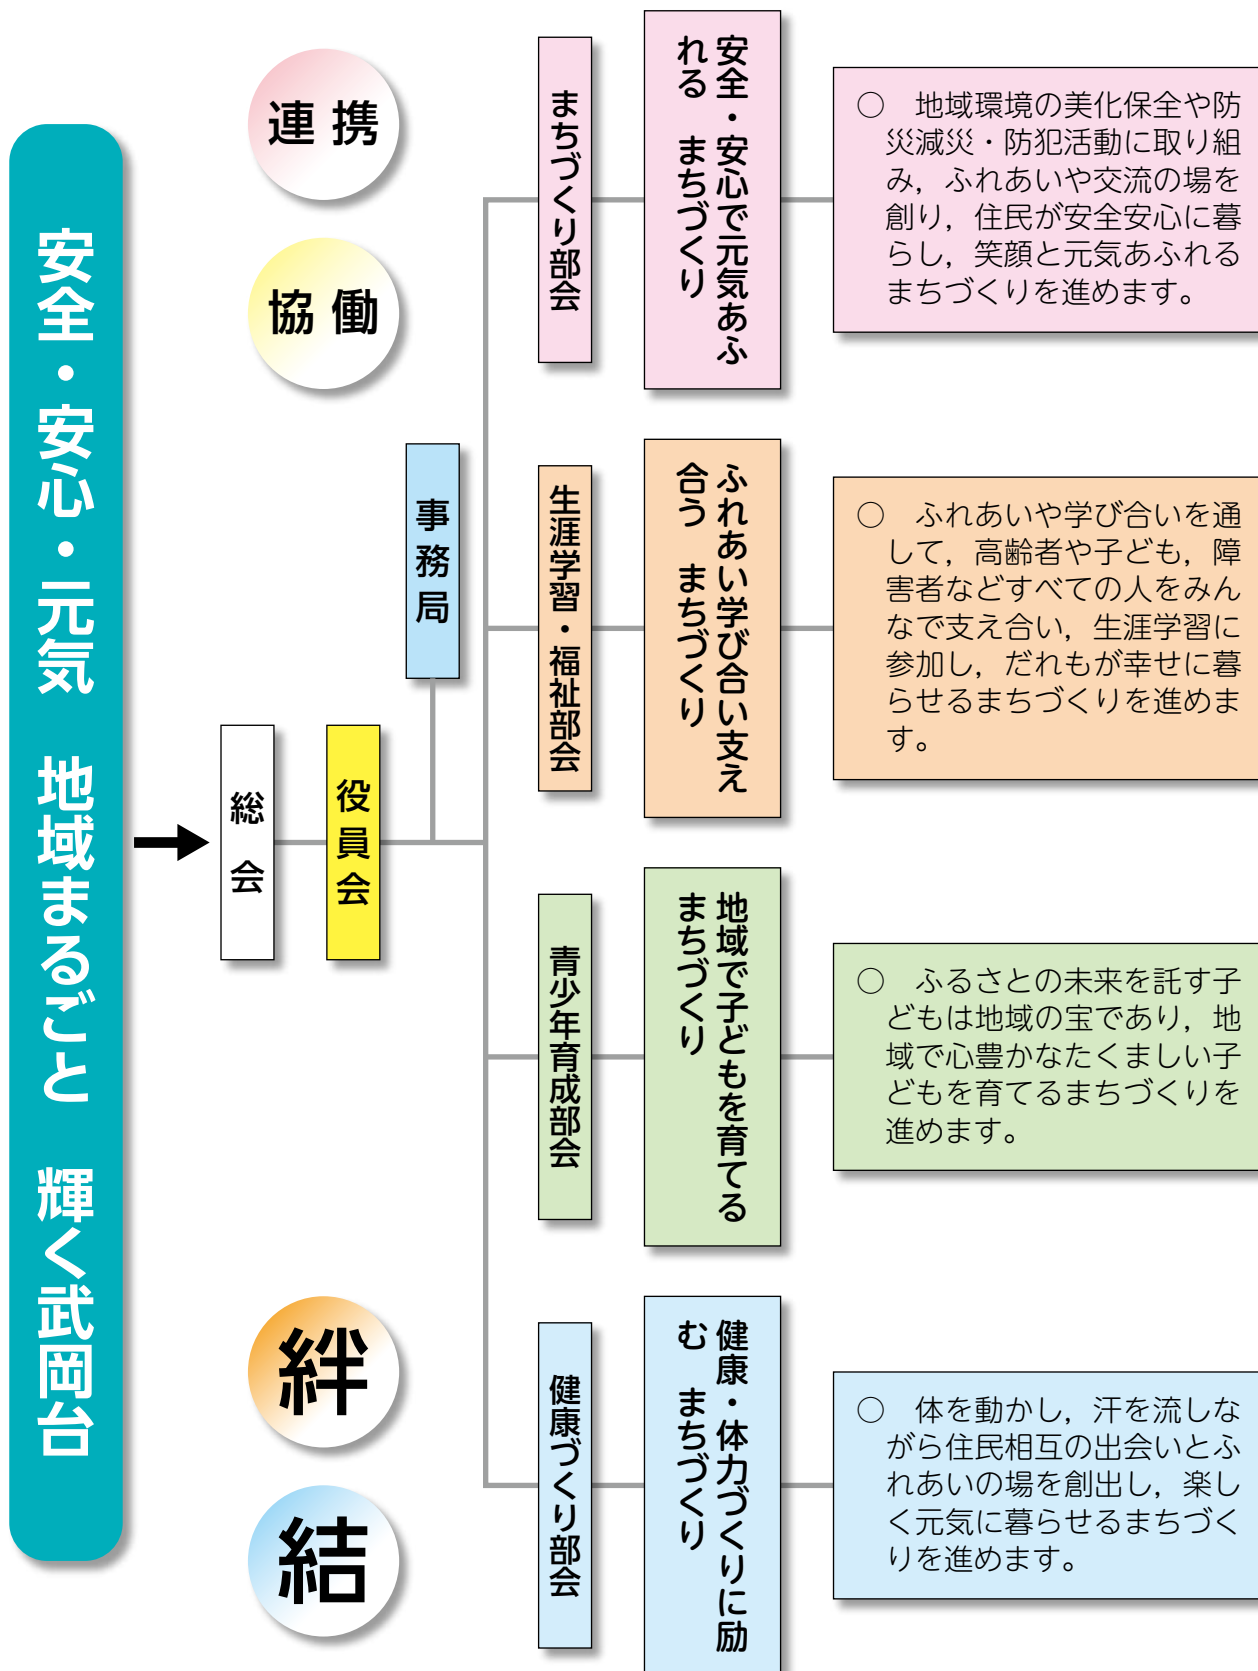 安全・安心・元気　地域まるごと　輝く武岡台
連携
協働
絆
結
総会
役員会
事務局
まちづくり部会
安全・安心で元気あふ
れる　まちづくり
○　地域環境の美化保全や防
災減災・防犯活動に取り組
み，ふれあいや交流の場を
創り，住民が安全安心に暮
らし，笑顔と元気あふれる
まちづくりを進めます。
生涯学習・福祉部会
ふれあい学び合い支え
合う　まちづくり
○　ふれあいや学び合いを通
して，高齢者や子ども，障
害者などすべての人をみん
なで支え合い，生涯学習に
参加し，だれもが幸せに暮
らせるまちづくりを進めま
す。
青少年育成部会
地域で子どもを育てる
まちづくり
○　ふるさとの未来を託す子
どもは地域の宝であり，地
域で心豊かなたくましい子
どもを育てるまちづくりを
進めます。
健康づくり部会
健康・体力づくりに励
む　まちづくり
○　体を動かし，汗を流しな
がら住民相互の出会いとふ
れあいの場を創出し，楽し
く元気に暮らせるまちづく
りを進めます。